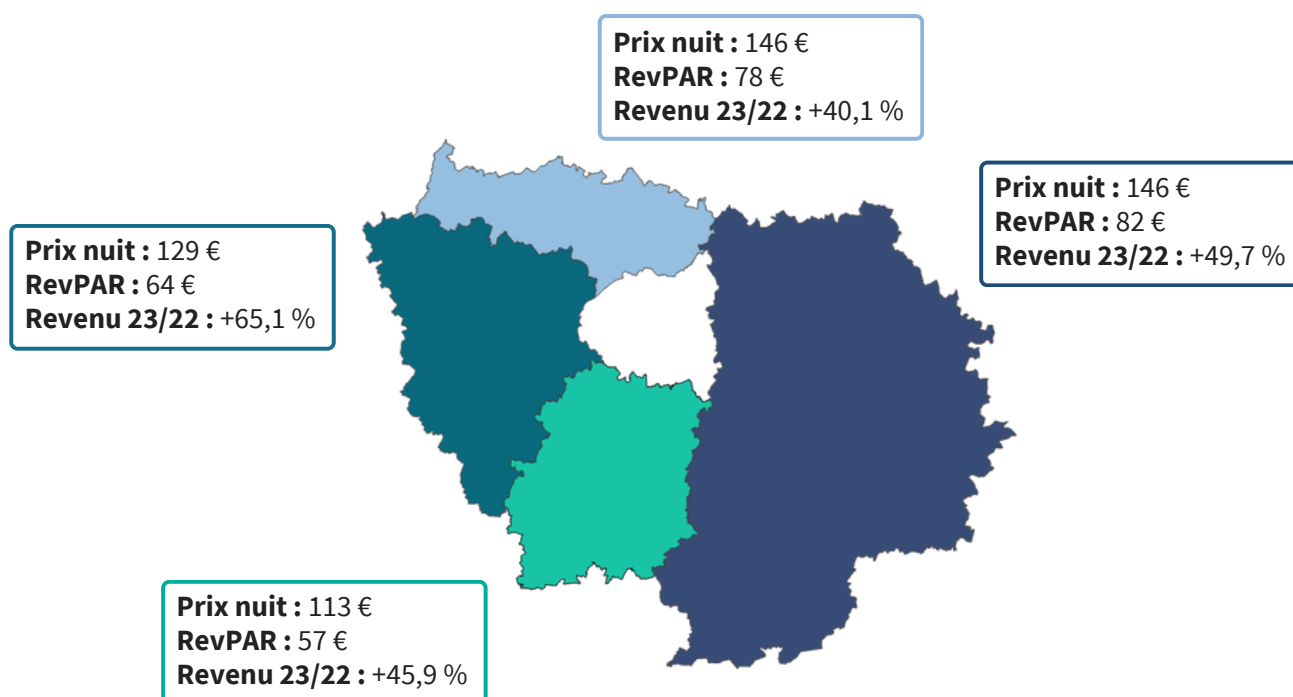 Prix nuit : 146 €
RevPAR : 78 €
Revenu 23/22 : +40,1 %
Prix nuit : 146 €
RevPAR : 82 €
Revenu 23/22 : +49,7 %
Prix nuit : 129 €
RevPAR : 64 €
Revenu 23/22 : +65,1 %
Prix nuit : 113 €
RevPAR : 57 €
Revenu 23/22 : +45,9 %